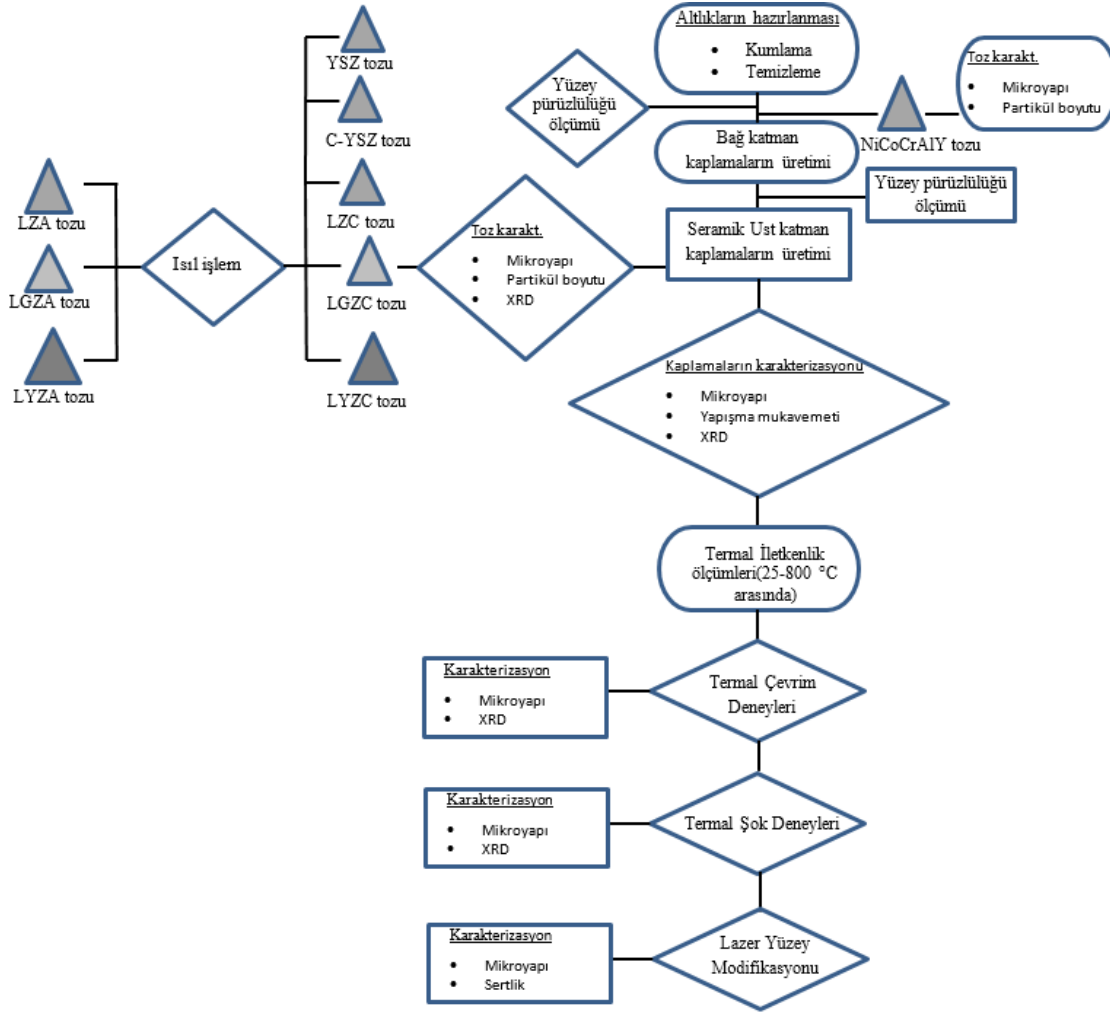 YSZ tozu
C-YSZ tozu
LZC tozu
LGZC tozu
LYZC tozu
LZA tozu
LGZA tozu
LYZA tozu
Isıl işlem
Toz karakt.
• Mikroyapı
• Partikül boyutu
• XRD
Altlıkların hazırlanması
• Kumlama
• Temizleme
Yüzey
pürüzlülüğü
ölçümü
Toz karakt.
• Mikroyapı
• Partikül boyutu
NiCoCrAlY tozu
Bağ katman
kaplamaların üretimi
Yüzey pürüzlülüğü
ölçümü
Seramik Ust katman
kaplamaların üretimi
Kaplamaların karakterizasyonu
• Mikroyapı
• Yapışma mukavemeti
• XRD
Termal İletkenlik
ölçümleri(25-800 °C
arasında)
Termal Çevrim
Deneyleri
Karakterizasyon
• Mikroyapı
• XRD
Termal Şok Deneyleri
Karakterizasyon
• Mikroyapı
• XRD
Lazer Yüzey
Modifikasyonu
Karakterizasyon
• Mikroyapı
• Sertlik